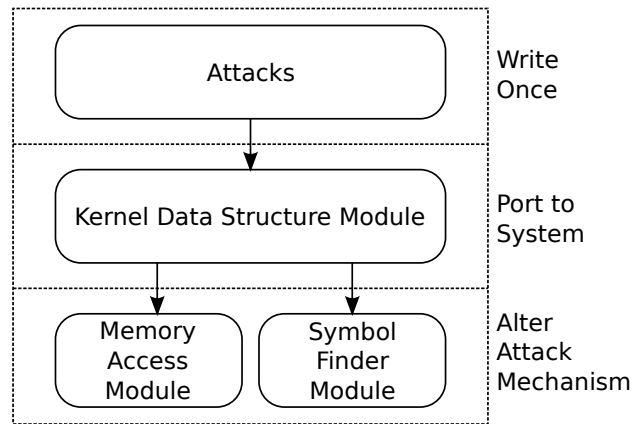 Attacks
Write
Once
Kernel Data Structure Module
Port to
System
Memory
Access
Module
Symbol
Finder
Module
Alter
Attack
Mechanism